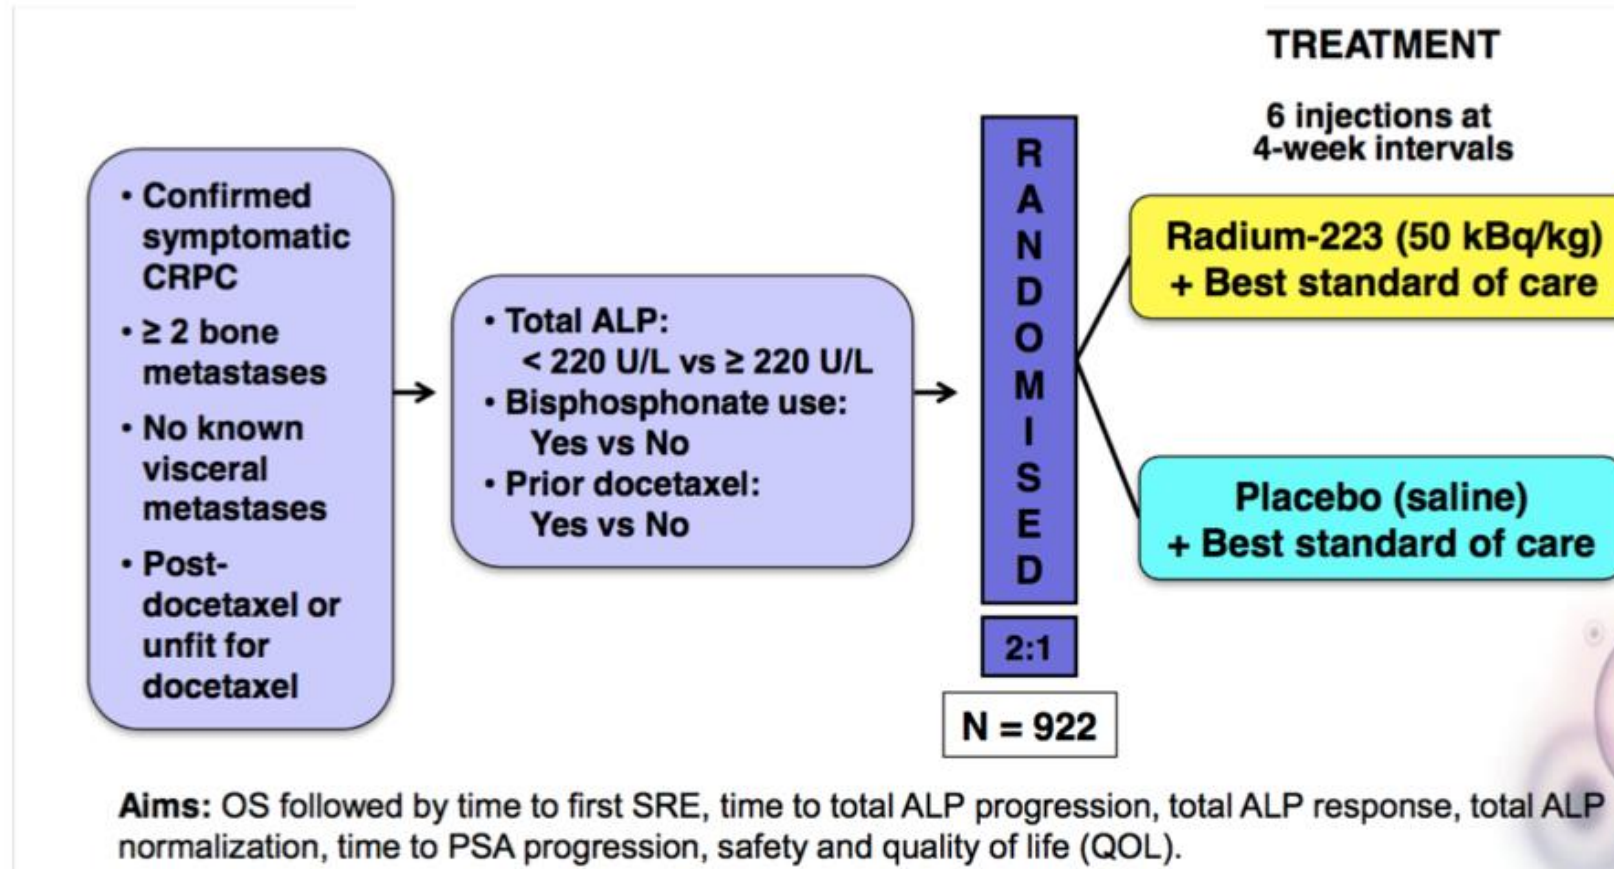 • Confirmed
symptomatic
CRPC
• ≥ 2 bone
metastases
• No known
visceral
metastases
• Post-
docetaxel or
unfit for
docetaxel
• Total ALP:
< 220 U/L vs ≥ 220 U/L
• Bisphosphonate use:
Yes vs No
• Prior docetaxel:
Yes vs No
R
A
N
D
O
M
I
S
E
D
2:1
N = 922
TREATMENT
6 injections at
4-week intervals
Radium-223 (50 kBq/kg)
+ Best standard of care
Placebo (saline)
+ Best standard of care
Aims: OS followed by time to first SRE, time to total ALP progression, total ALP response, total ALP
normalization, time to PSA progression, safety and quality of life (QOL).